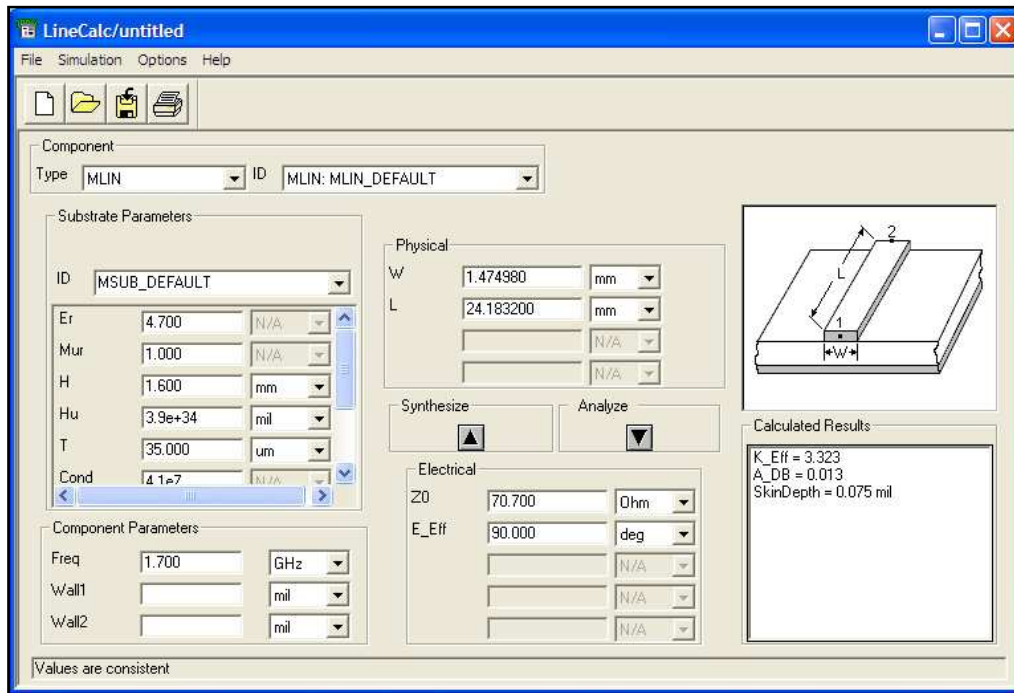 LineCalc/untitled
File Simulation Options Help
Component
Type MLIN ID MLIN: MLIN_DEFAULT
Substrate Parameters
ID MSUB_DEFAULT
Er 4.700 N/A
Mur 1.000 N/A
H 1.600 mm
Hu 3.9e+34 mil
T 35.000 um
Cond 4.1e7 N/A
Component Parameters
Freq 1.700 GHz
Wall1 mil
Wall2 mil
Physical
W 1.474980 mm
L 24.183200 mm
N/A
N/A
Synthesize Analyze
Electrical
Z0 70.700 Ohm
E_Eff 90.000 deg
N/A
N/A
N/A
2
L
1
W
Calculated Results
K_Eff = 3.323
A_DB = 0.013
SkinDepth = 0.075 mil
Values are consistent